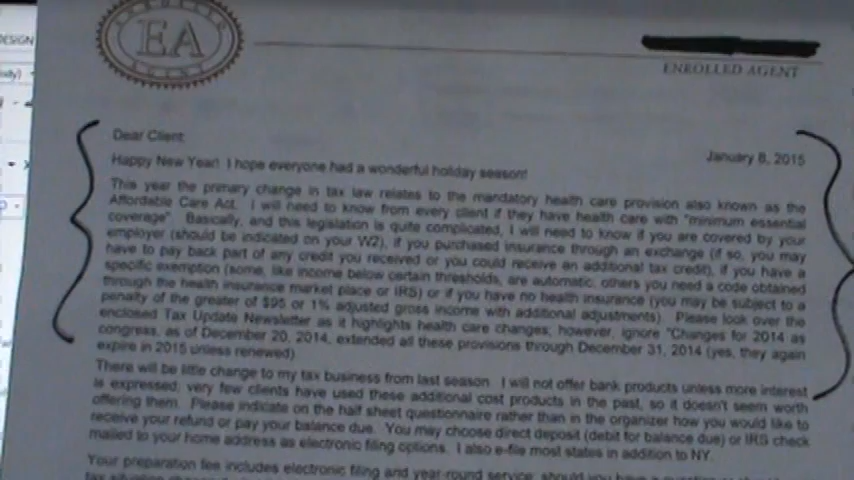 DESIGN
ENROLLED
EA
AGENT
ENROLLED AGENT
Dear Client:
January 8, 2015
Happy New Year! I hope everyone had a wonderful holiday season!
This year the primary change in tax law relates to the mandatory health care provision also known as the
Affordable Care Act. I will need to know from every client if they have health care with "minimum essential
coverage". Basically, and this legislation is quite complicated, I will need to know if you are covered by your
employer (should be indicated on your W2), if you purchased insurance through an exchange (if so, you may
have to pay back part of any credit you received or you could receive an additional tax credit), if you have a
specific exemption (some, like income below certain thresholds, are automatic, others you need a code obtained
through the health insurance market place or IRS) or if you have no health insurance (you may be subject to a
penalty of the greater of $95 or 1% adjusted gross income with additional adjustments). Please look over the
enclosed Tax Update Newsletter as it highlights health care changes; however, ignore "Changes for 2014 as
congress, as of December 20, 2014, extended all these provisions through December 31, 2014 (yes, they again
expire in 2015 unless renewed)
There will be little change to my tax business from last season. I will not offer bank products unless more interest
is expressed, very few clients have used these additional cost products in the past, so it doesn't seem worth
offering them. Please indicate on the half sheet questionnaire rather than in the organizer how you would like to
receive your refund or pay your balance due. You may choose direct deposit (debit for balance due) or IRS check
mailed to your home address as electronic filing options. I also e-file most states in addition to NY.
Your preparation fee includes electronic filing and year-round service, should you have a